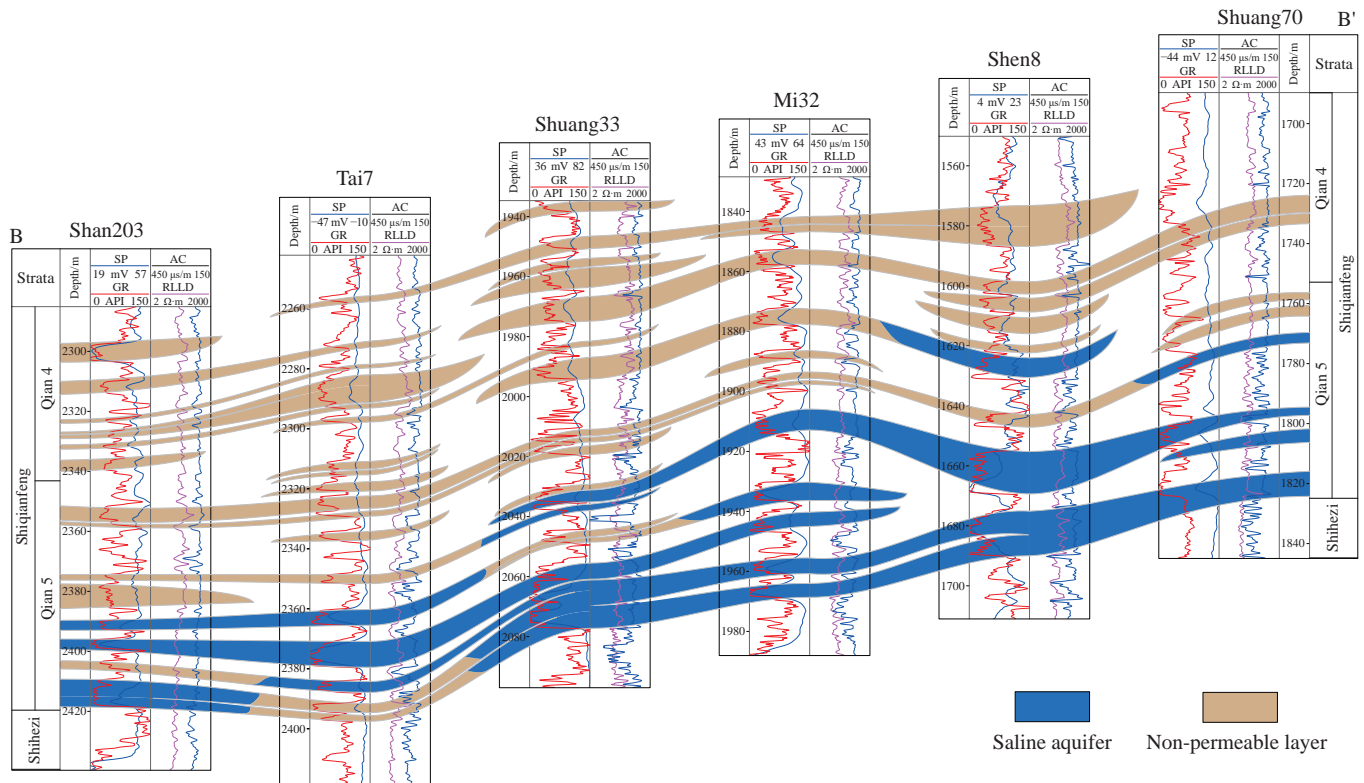 Shuang70 B'
SP AC
−44 mV 12 450 μs/m 150
GR RLLD
0 API 150 2 Ω·m 2000
Depth/m
Strata
1700
1720
1740
1760
1780
1800
1820
1840
Qian 4
Qian 5
Shiqianfeng
Shihezi
Shen8
Depth/m
SP AC
4 mV 23 450 μs/m 150
GR RLLD
0 API 150 2 Ω·m 2000
1560
1580
1600
1620
1640
1660
1680
1700
Mi32
Depth/m
SP AC
43 mV 64 450 μs/m 150
GR RLLD
0 API 150 2 Ω·m 2000
1840
1860
1880
1900
1920
1940
1960
1980
Shuang33
Depth/m
SP AC
36 mV 82 450 μs/m 150
GR RLLD
0 API 150 2 Ω·m 2000
1940
1960
1980
2000
2020
2040
2060
2080
Tai7
Depth/m
SP AC
−47 mV −10 450 μs/m 150
GR RLLD
0 API 150 2 Ω·m 2000
2260
2280
2300
2320
2340
2360
2380
2400
B
Shan203
Strata
Depth/m
SP AC
19 mV 57 450 μs/m 150
GR RLLD
0 API 150 2 Ω·m 2000
2300
2320
2340
2360
2380
2400
2420
Qian 4
Qian 5
Shiqianfeng
Shihezi
Saline aquifer
Non-permeable layer